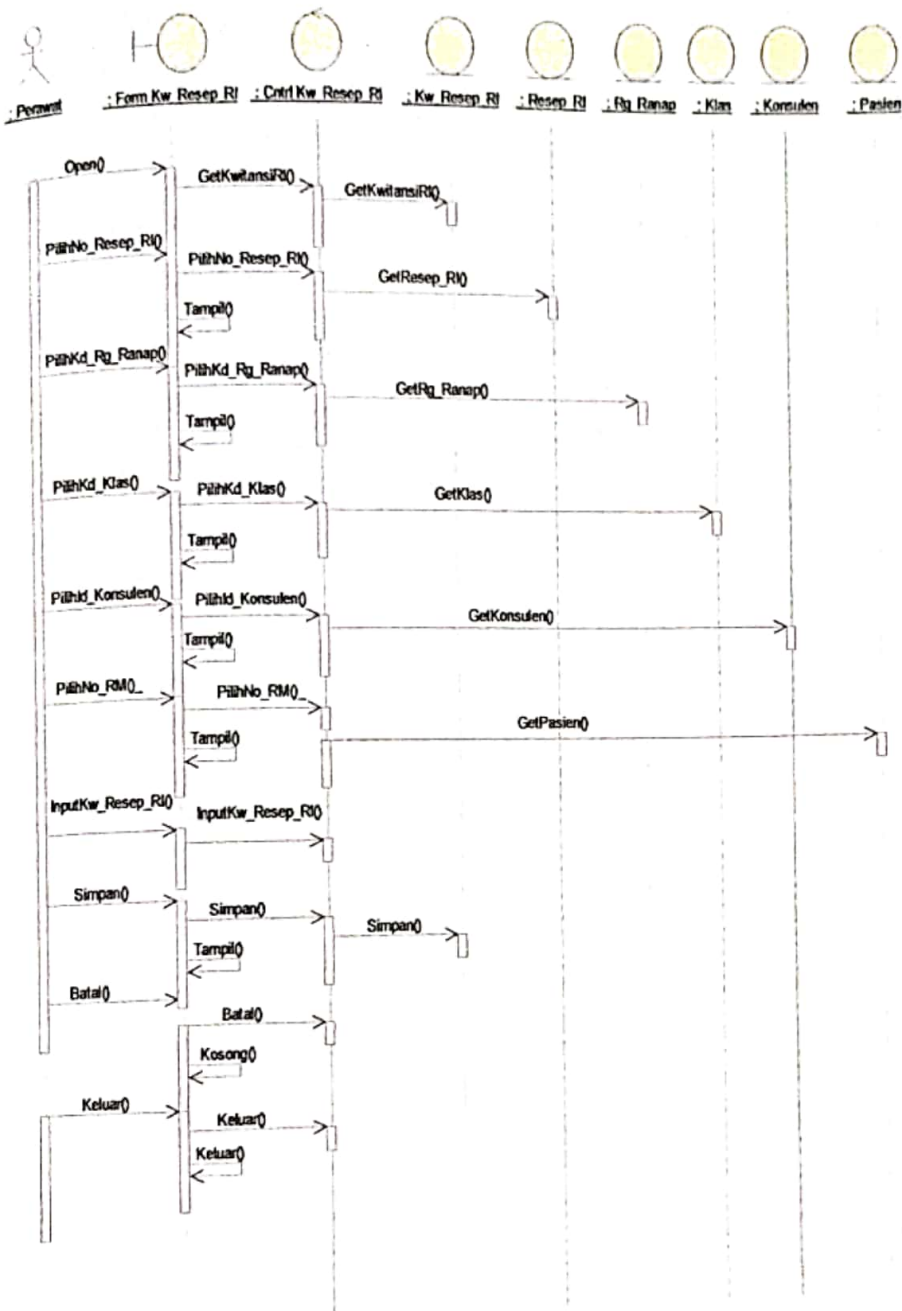 : Perawat
: Form Kw_Resep_RI
: Cntrl Kw_Resep_RI
: Kw_Resep_RI
: Resep_RI
: Rg_Ranap
: Klas
: Konsulen
: Pasien
Open()
GetKwitansiRI()
GetKwitansiRI()
PilihNo_Resep_RI()
PilihNo_Resep_RI()
GetResep_RI()
Tampil()
PilihKd_Rg_Ranap()
PilihKd_Rg_Ranap()
GetRg_Ranap()
Tampil()
PilihKd_Klas()
PilihKd_Klas()
GetKlas()
Tampil()
PilihId_Konsulen()
PilihId_Konsulen()
GetKonsulen()
Tampil()
PilihNo_RM()_
PilihNo_RM()_
GetPasien()
Tampil()
InputKw_Resep_RI()
InputKw_Resep_RI()
Simpan()
Simpan()
Simpan()
Tampil()
Batal()
Batal()
Kosong()
Keluar()
Keluar()
Keluar()